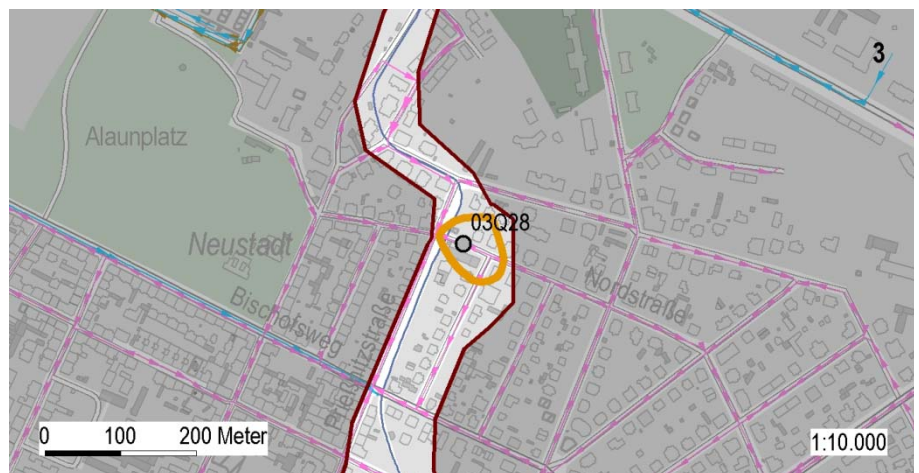 3
Alaunplatz
03Q28
Neustadt
Nordstraße
Bischofsweg
Prießnitzstraße
0 100 200 Meter
1:10.000